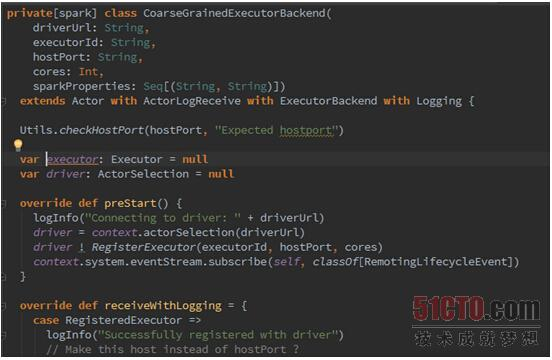 private[spark] class CoarseGrainedExecutorBackend(
    driverUrl: String,
    executorId: String,
    hostPort: String,
    cores: Int,
    sparkProperties: Seq[(String, String)])
  extends Actor with ActorLogReceive with ExecutorBackend with Logging {
  Utils.checkHostPort(hostPort, "Expected hostport")
  var executor: Executor = null
  var driver: ActorSelection = null
  override def preStart() {
    logInfo("Connecting to driver: " + driverUrl)
    driver = context.actorSelection(driverUrl)
    driver ! RegisterExecutor(executorId, hostPort, cores)
    context.system.eventStream.subscribe(self, classOf[RemotingLifecycleEvent])
  }
  override def receiveWithLogging = {
    case RegisteredExecutor =>
      logInfo("Successfully registered with driver")
      // Make this host instead of hostPort ?
51CTO.com
技术成就梦想